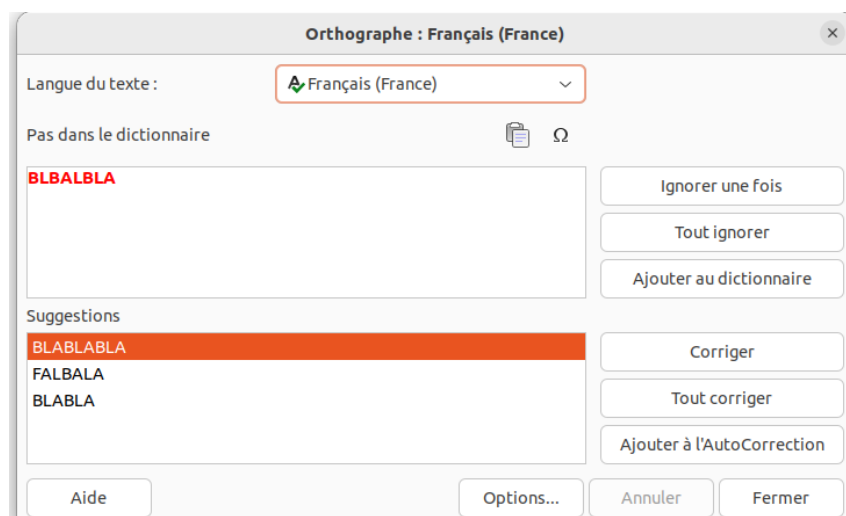 Orthographe : Français (France)
Langue du texte : Français (France)
Pas dans le dictionnaire Ω
BLBALBLA
Ignorer une fois
Tout ignorer
Ajouter au dictionnaire
Suggestions
BLABLABLA
FALBALA
BLABLA
Corriger
Tout corriger
Ajouter à l'AutoCorrection
Aide Options... Annuler Fermer